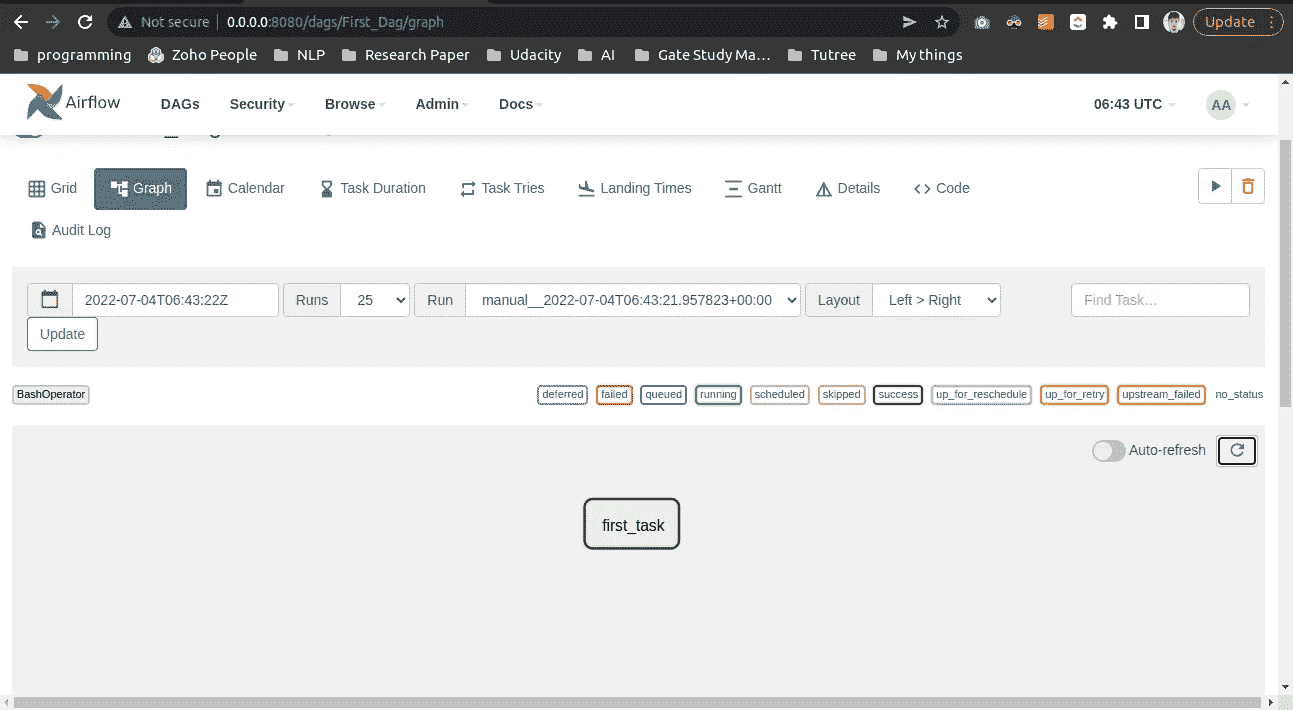 Not secure 0.0.0.0:8080/dags/First_Dag/graph Update
programming Zoho People NLP Research Paper Udacity AI Gate Study Ma... Tutree My things
Airflow DAGs Security Browse Admin Docs 06:43 UTC AA
Grid Graph Calendar Task Duration Task Tries Landing Times Gantt Details Code
Audit Log
2022-07-04T06:43:22Z Runs 25 Run manual__2022-07-04T06:43:21.957823+00:00 Layout Left > Right Find Task...
Update
BashOperator deferred failed queued running scheduled skipped success up_for_reschedule up_for_retry upstream_failed no_status
Auto-refresh
first_task